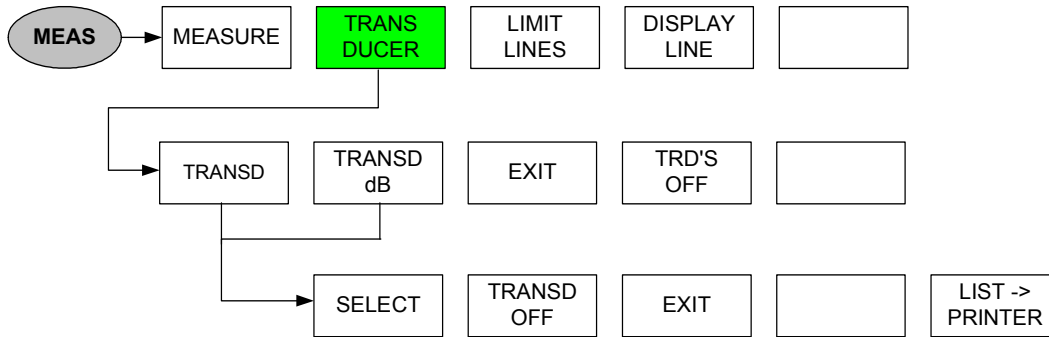 MEAS
MEASURE
TRANS
DUCER
LIMIT
LINES
DISPLAY
LINE
TRANSD
TRANSD
dB
EXIT
TRD'S
OFF
SELECT
TRANSD
OFF
EXIT
LIST ->
PRINTER